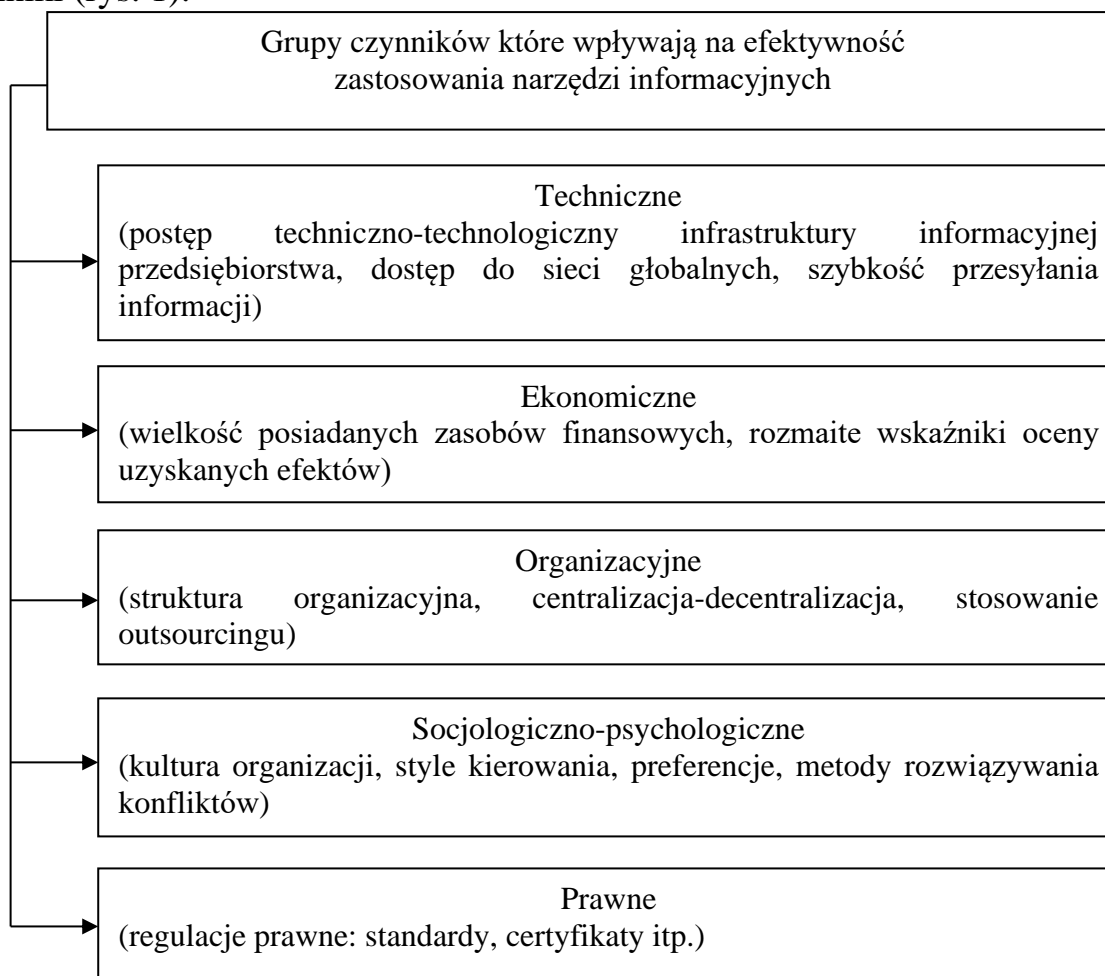 (rys. 1).
Grupy czynników które wpływają na efektywność
zastosowania narzędzi informacyjnych
Techniczne
(postęp techniczno-technologiczny infrastruktury informacyjnej
przedsiębiorstwa, dostęp do sieci globalnych, szybkość przesyłania
informacji)
Ekonomiczne
(wielkość posiadanych zasobów finansowych, rozmaite wskaźniki oceny
uzyskanych efektów)
Organizacyjne
(struktura organizacyjna, centralizacja-decentralizacja, stosowanie
outsourcingu)
Socjologiczno-psychologiczne
(kultura organizacji, style kierowania, preferencje, metody rozwiązywania
konfliktów)
Prawne
(regulacje prawne: standardy, certyfikaty itp.)